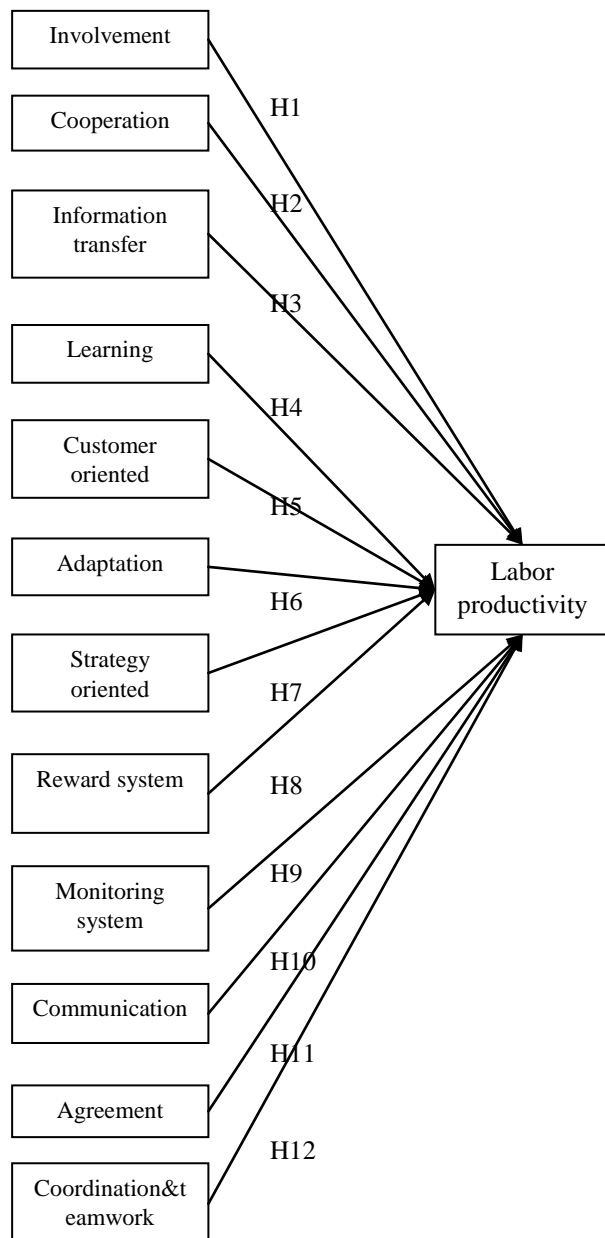 Involvement
H1
Cooperation
H2
Information
transfer
H3
Learning
H4
Customer
oriented
H5
Adaptation
Labor
productivity
H6
Strategy
oriented
H7
Reward system
H8
Monitoring
system
H9
H10
Communication
H11
Agreement
H12
Coordination&t
eamwork